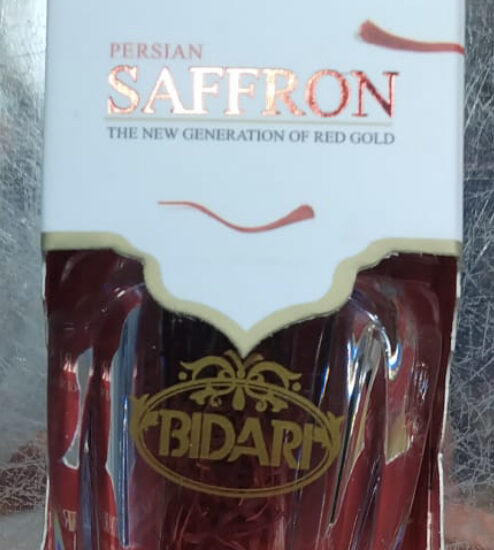 PERSIAN
SAFFRON
THE NEW GENERATION OF RED GOLD
BIDARI